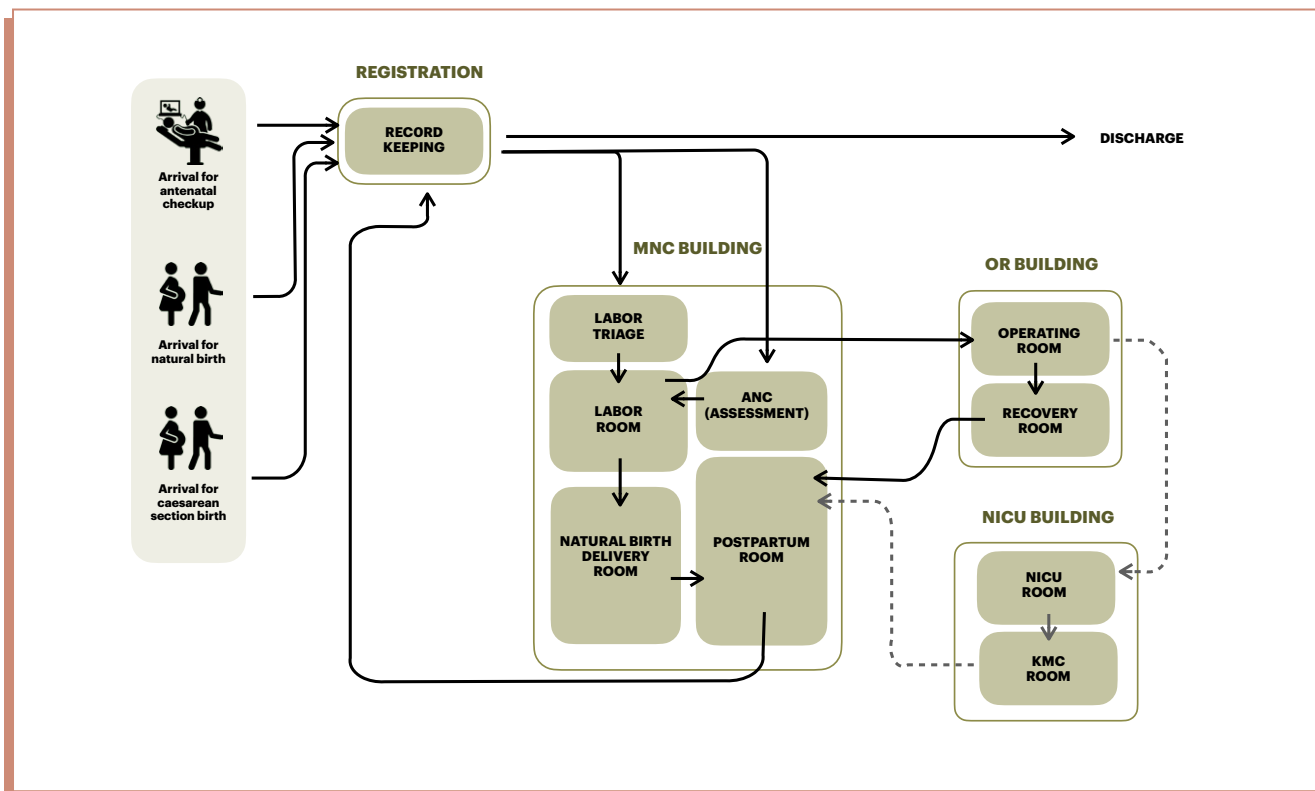 REGISTRATION
RECORD
KEEPING
DISCHARGE
Arrival for
antenatal
checkup
Arrival for
natural birth
Arrival for
caesarean
section birth
MNC BUILDING
LABOR
TRIAGE
LABOR
ROOM
ANC
(ASSESSMENT)
NATURAL BIRTH
DELIVERY
ROOM
POSTPARTUM
ROOM
OR BUILDING
OPERATING
ROOM
RECOVERY
ROOM
NICU BUILDING
NICU
ROOM
KMC
ROOM